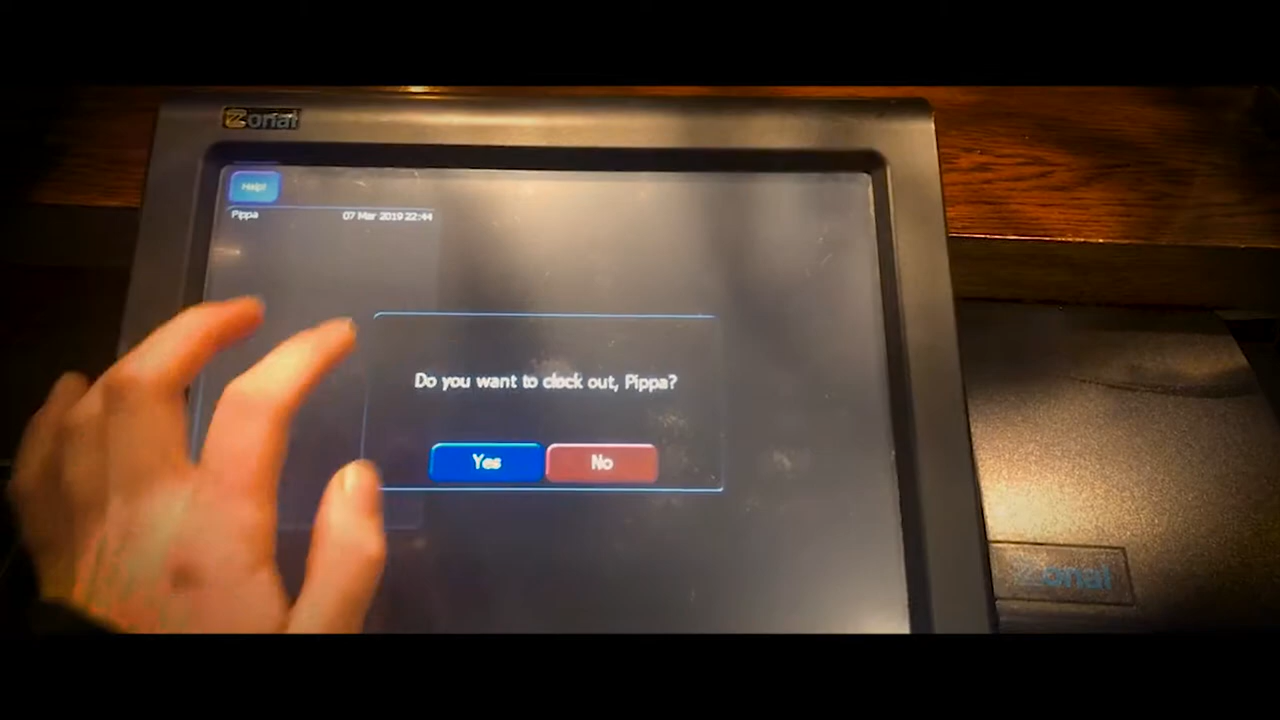 Zonal
Help!
Pippa 07 Mar 2019 22:44
Do you want to clock out, Pippa?
Yes No
Zonal